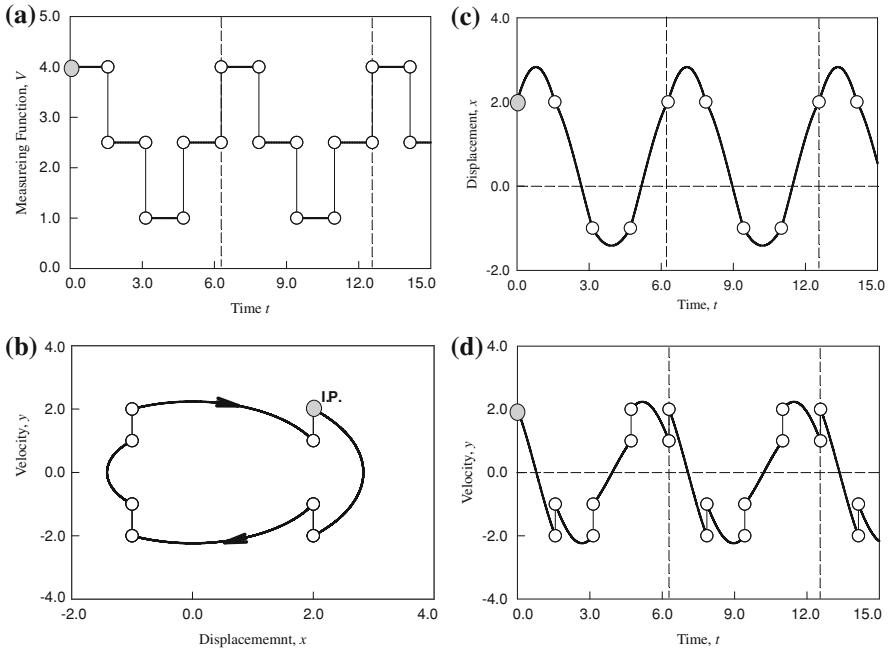 (a)
5.0
4.0
3.0
2.0
1.0
0.0
Measureing Function, V
0.0 3.0 6.0 9.0 12.0 15.0
Time t
(c)
4.0
2.0
0.0
-2.0
Displacement, x
0.0 3.0 6.0 9.0 12.0 15.0
Time, t
(b)
4.0
2.0
0.0
-2.0
-4.0
Velocity, y
I.P.
-2.0 0.0 2.0 4.0
Displacememnt, x
(d)
4.0
2.0
0.0
-2.0
-4.0
Velocity, y
0.0 3.0 6.0 9.0 12.0 15.0
Time, t